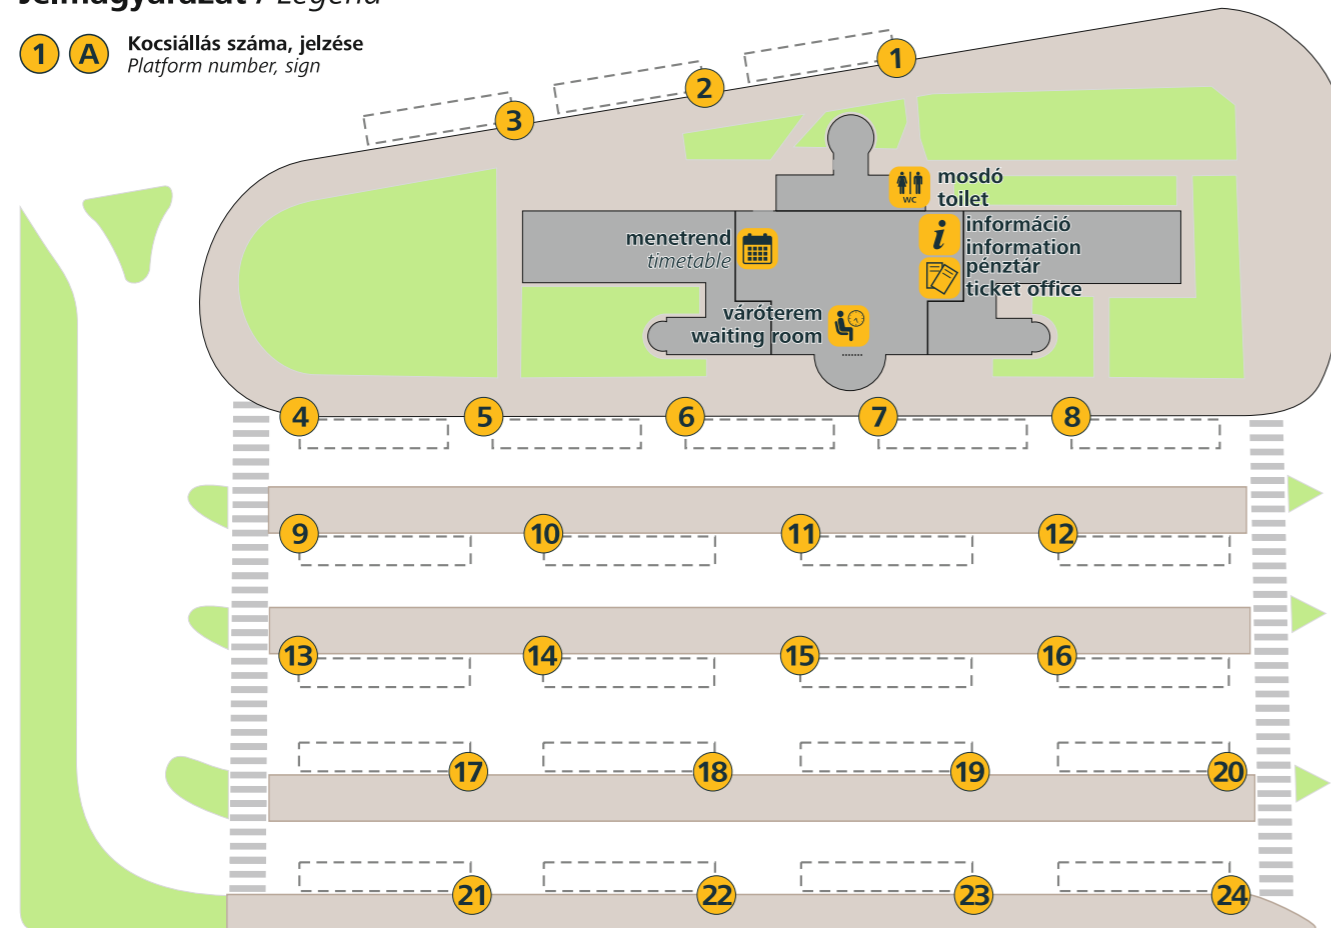 Jelmagyarázat / Legend
1 A Kocsiállás száma, jelzése
Platform number, sign
1
2
3
mosdó
toilet
WC
információ
information
menetrend
timetable
pénztár
ticket office
váróterem
waiting room
4 5 6 7 8
9 10 11 12
13 14 15 16
17 18 19 20
21 22 23 24